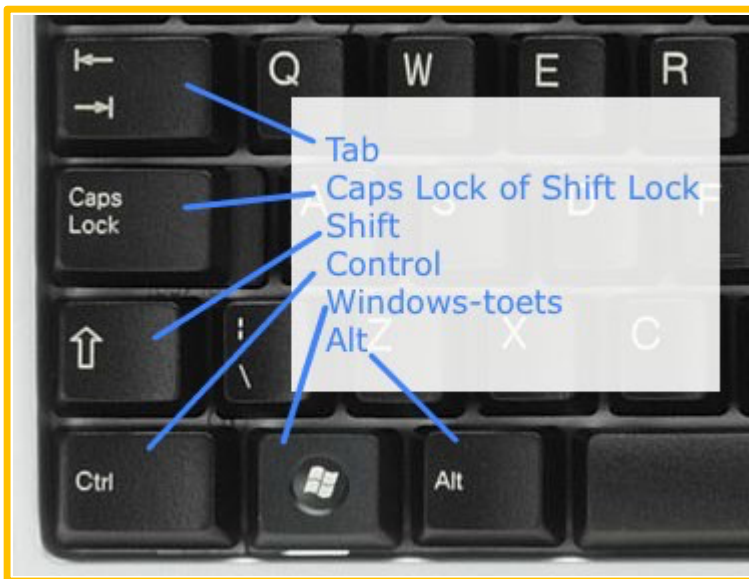 Q W E R
Tab
Caps Lock of Shift Lock
Caps
Lock
A S D F
Shift
Control
Windows-toets
Alt
Z X C
| \
Ctrl
Alt